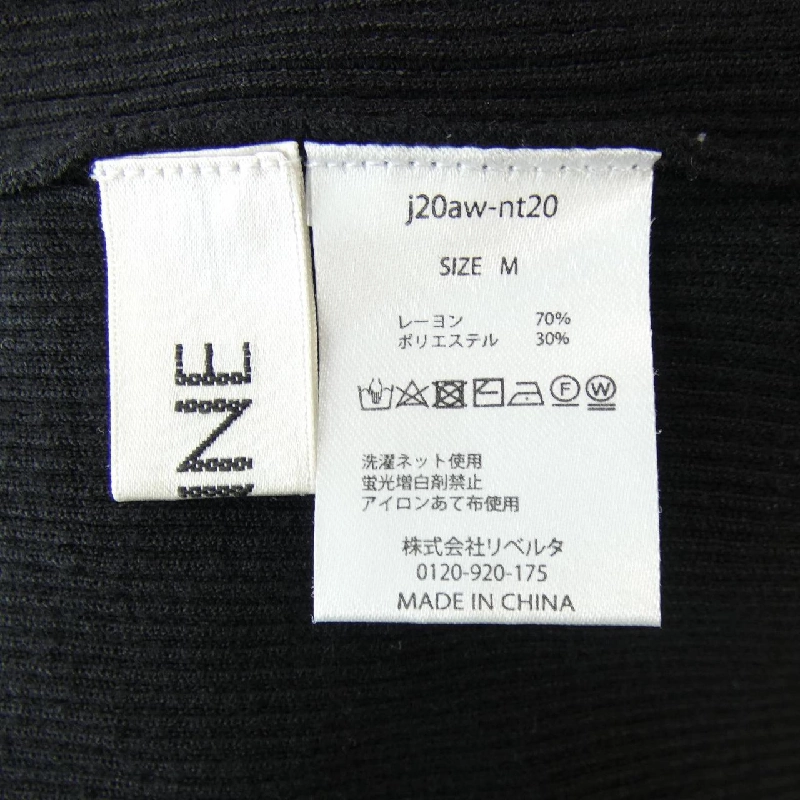 INE
j20aw-nt20
SIZE M
レーヨン 70%
ポリエステル 30%
F W
洗濯ネット使用
蛍光増白剤禁止
アイロンあて布使用
株式会社リベルタ
0120-920-175
MADE IN CHINA